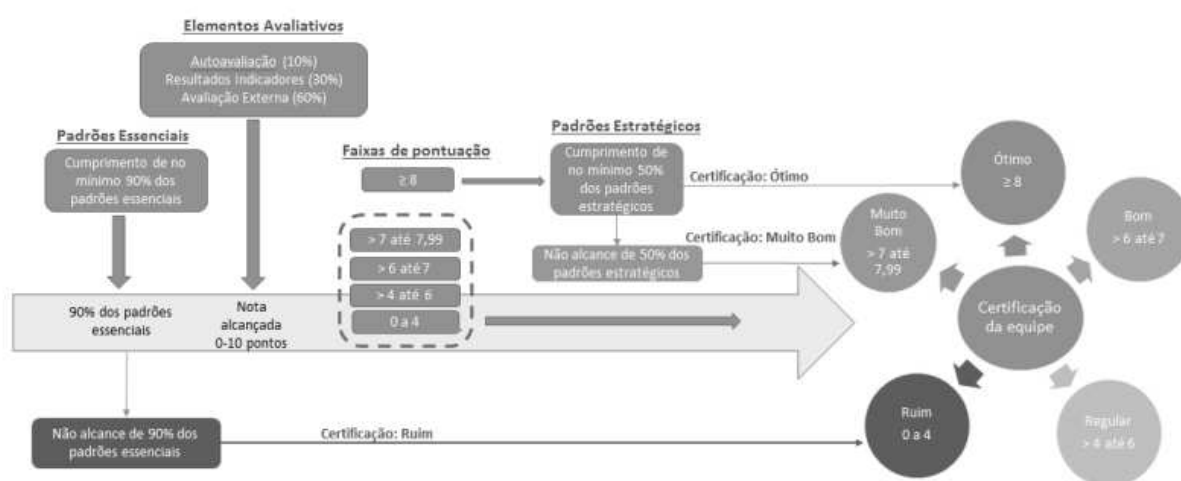 Elementos Avaliativos
Autoavaliação (10%)
Resultados Indicadores (30%)
Avaliação Externa (60%)
Padrões Essenciais
Cumprimento de no
mínimo 90% dos
padrões essenciais
Faixas de pontuação
≥ 8
> 7 até 7,99
> 6 até 7
> 4 até 6
0 a 4
Padrões Estratégicos
Cumprimento de
no mínimo 50%
dos padrões
estratégicos
Certificação: Ótimo
Não alcance de 50% dos
padrões estratégicos
Certificação: Muito Bom
90% dos padrões
essenciais
Nota
alcançada
0-10 pontos
Não alcance de 90% dos
padrões essenciais
Certificação: Ruim
Ótimo
≥ 8
Muito
Bom
> 7 até
7,99
Bom
> 6 até 7
Certificação
da equipe
Ruim
0 a 4
Regular
> 4 até 6